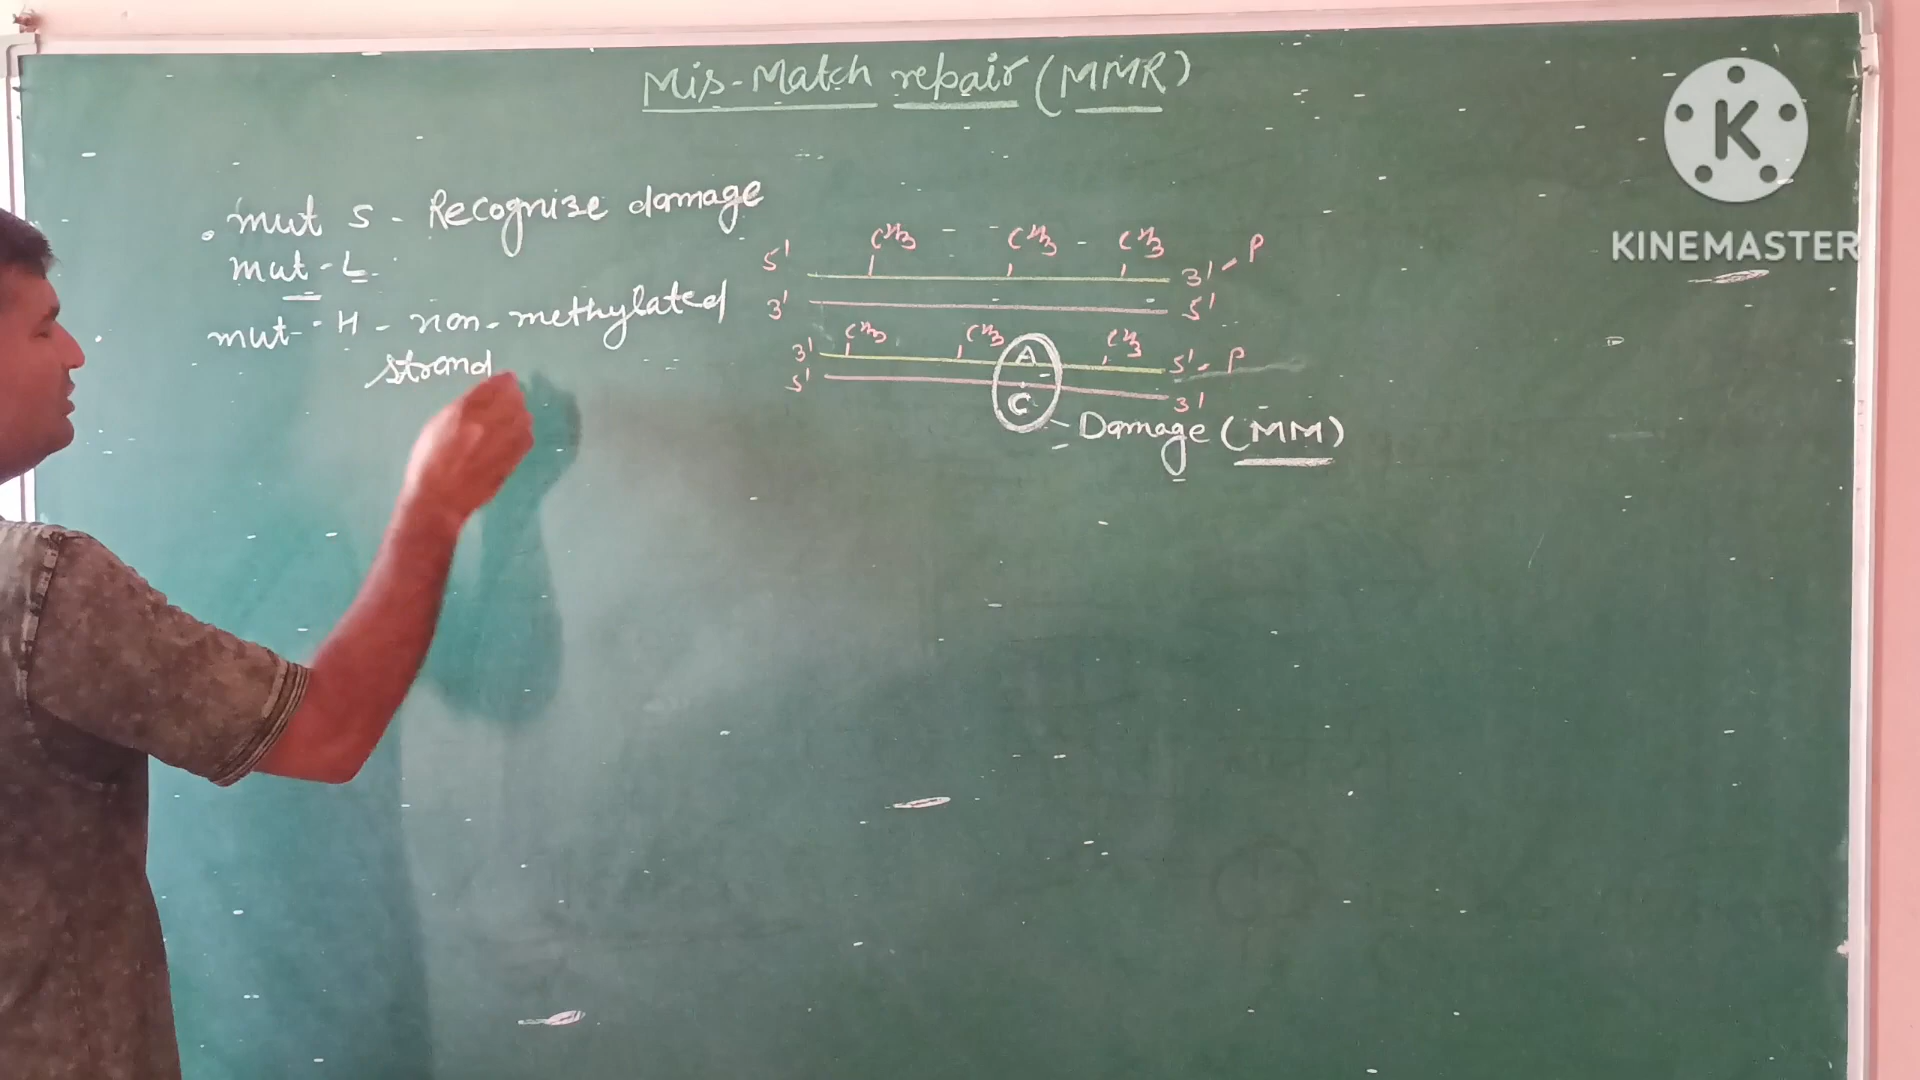 Mis-Match repair (MMR)
. mut S - Recognize damage
mut - L
mut - H - non-methylated
strand
CH3 CH3 CH3
5' 3' - P
3' 5'
CH3 CH3 CH3
3' A 5' - P
5' C 3'
Damage (MM)
K
KINEMASTER